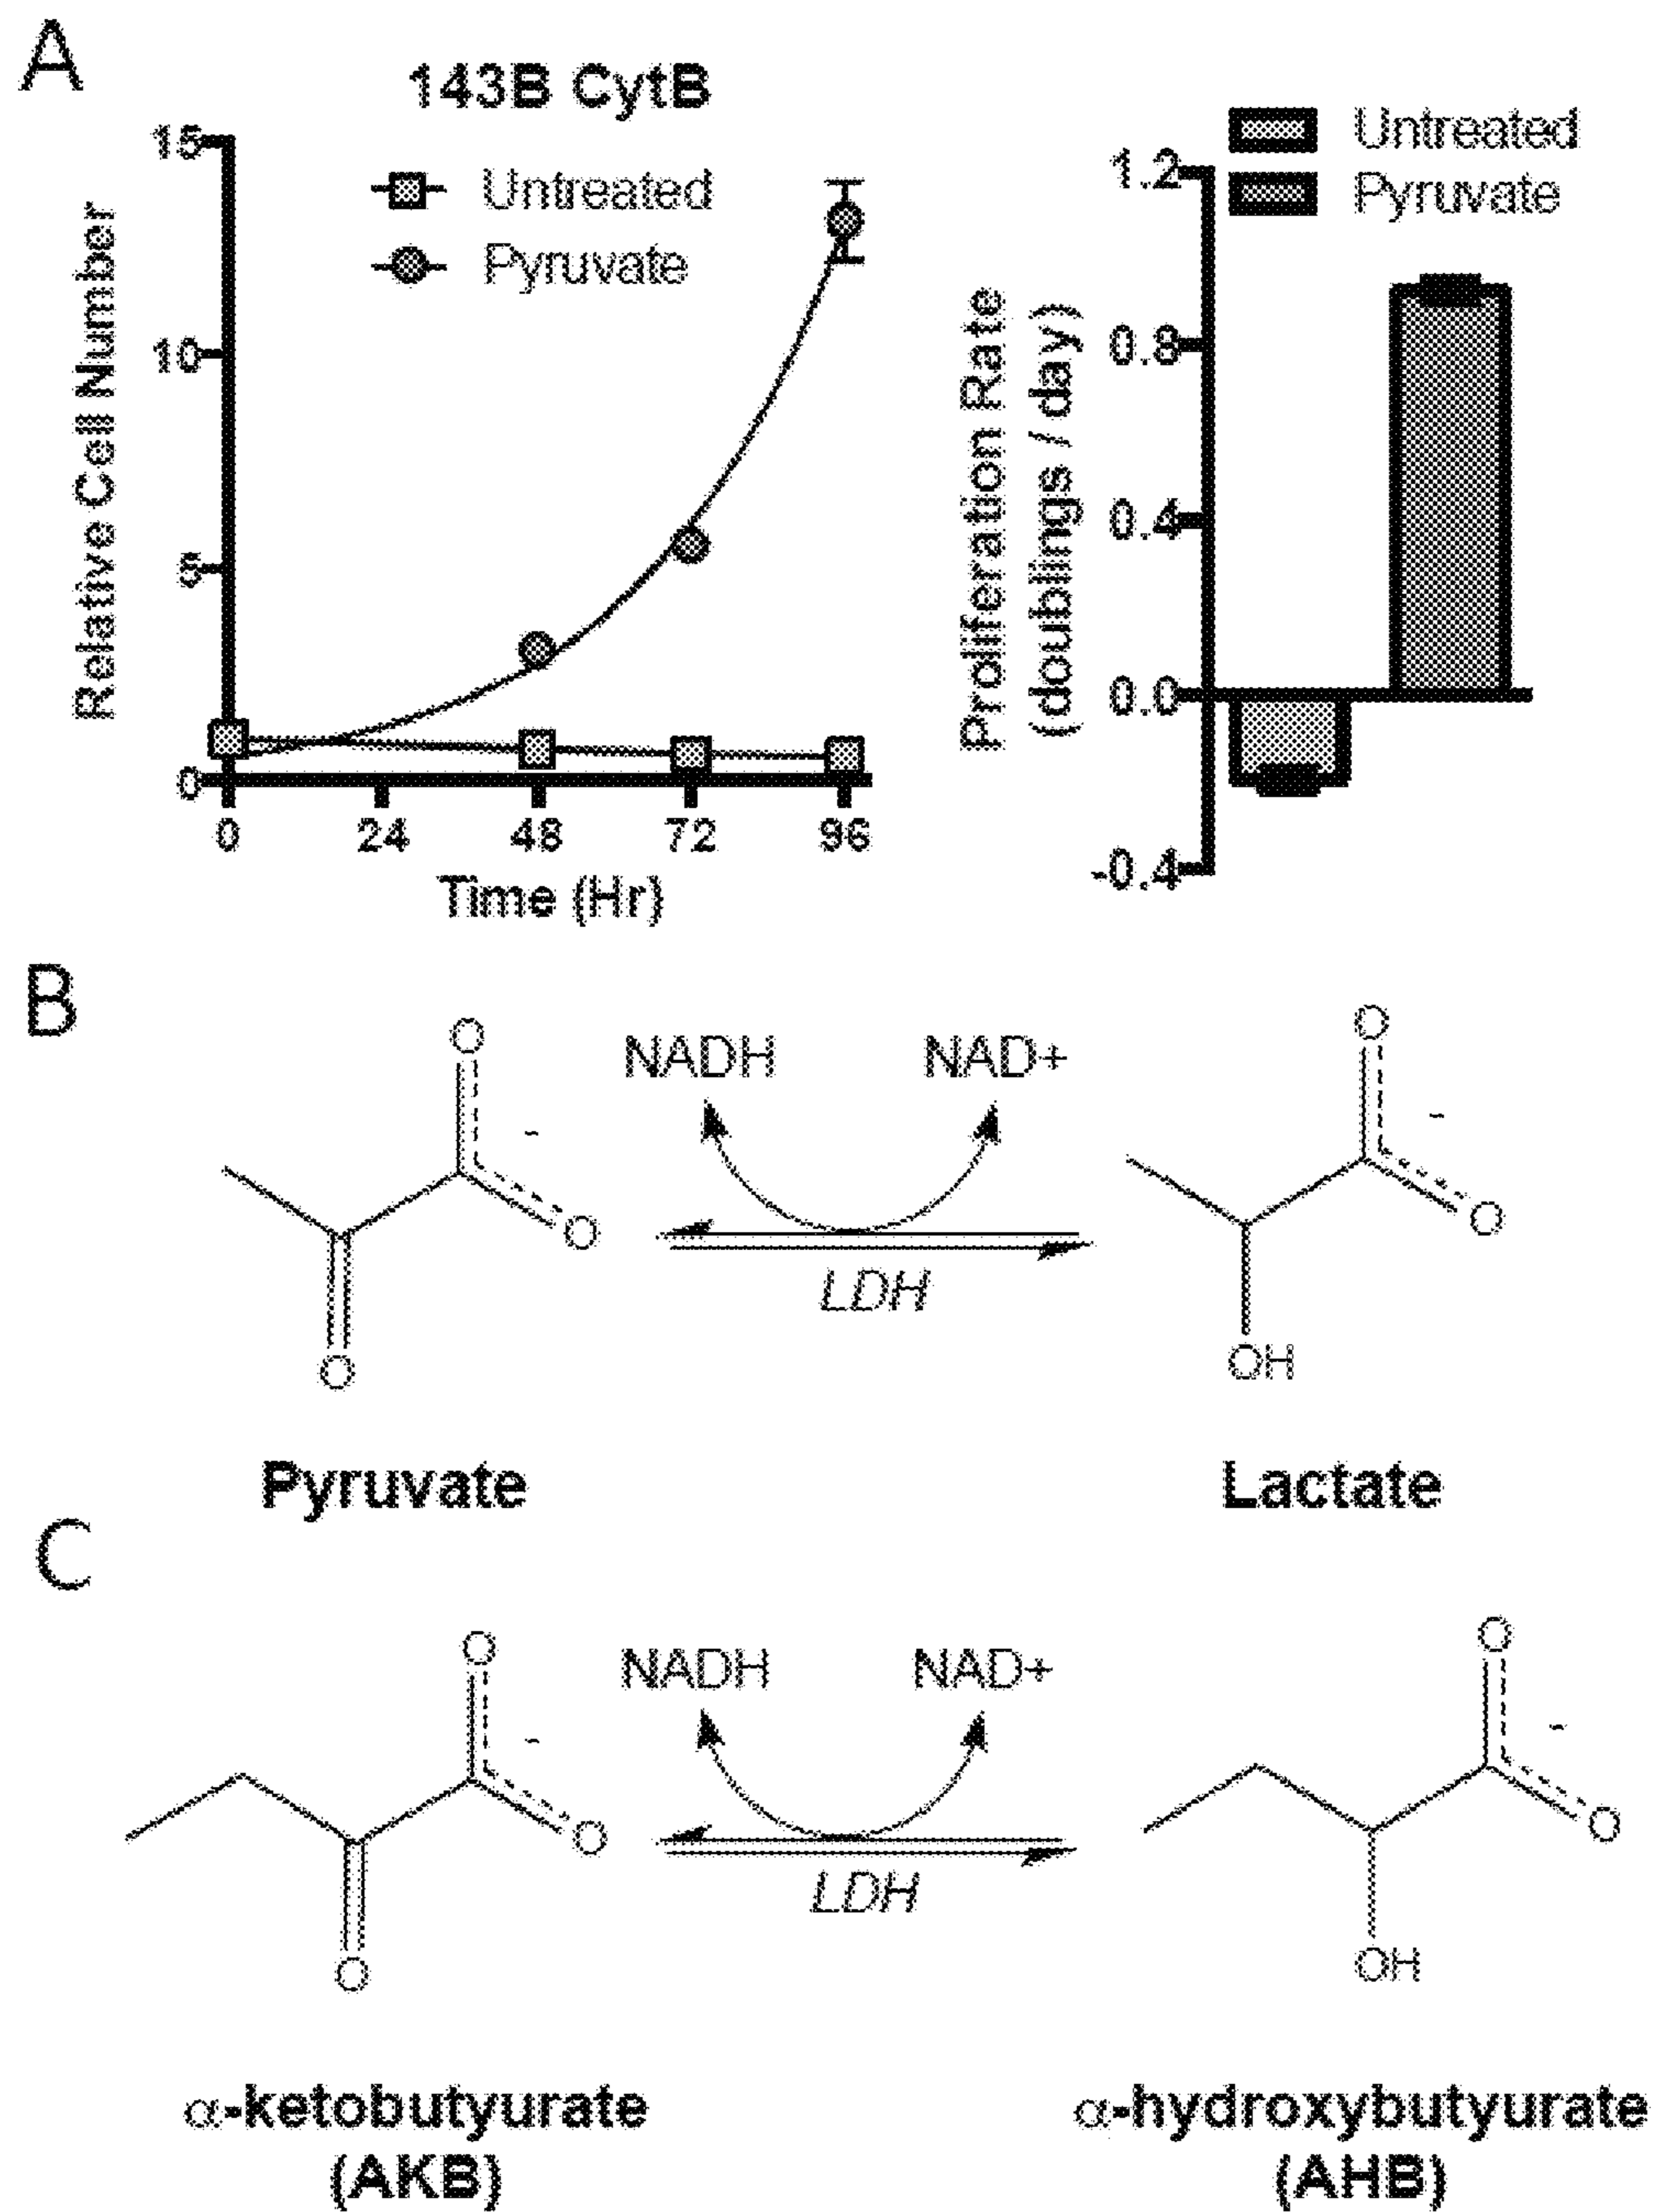 A
143B CytB
Untreated
Pyruvate
Relative Cell Number
15
10
5
0
0 24 48 72 96
Time (Hr)
Untreated
Pyruvate
Proliferation Rate
(doublings / day)
1.2
0.8
0.4
0.0
-0.4
B
O
O
O
NADH NAD+
LDH
O
O
OH
Pyruvate Lactate
C
O
O
O
NADH NAD+
LDH
O
O
OH
α-ketobutyurate α-hydroxybutyurate
(AKB) (AHB)